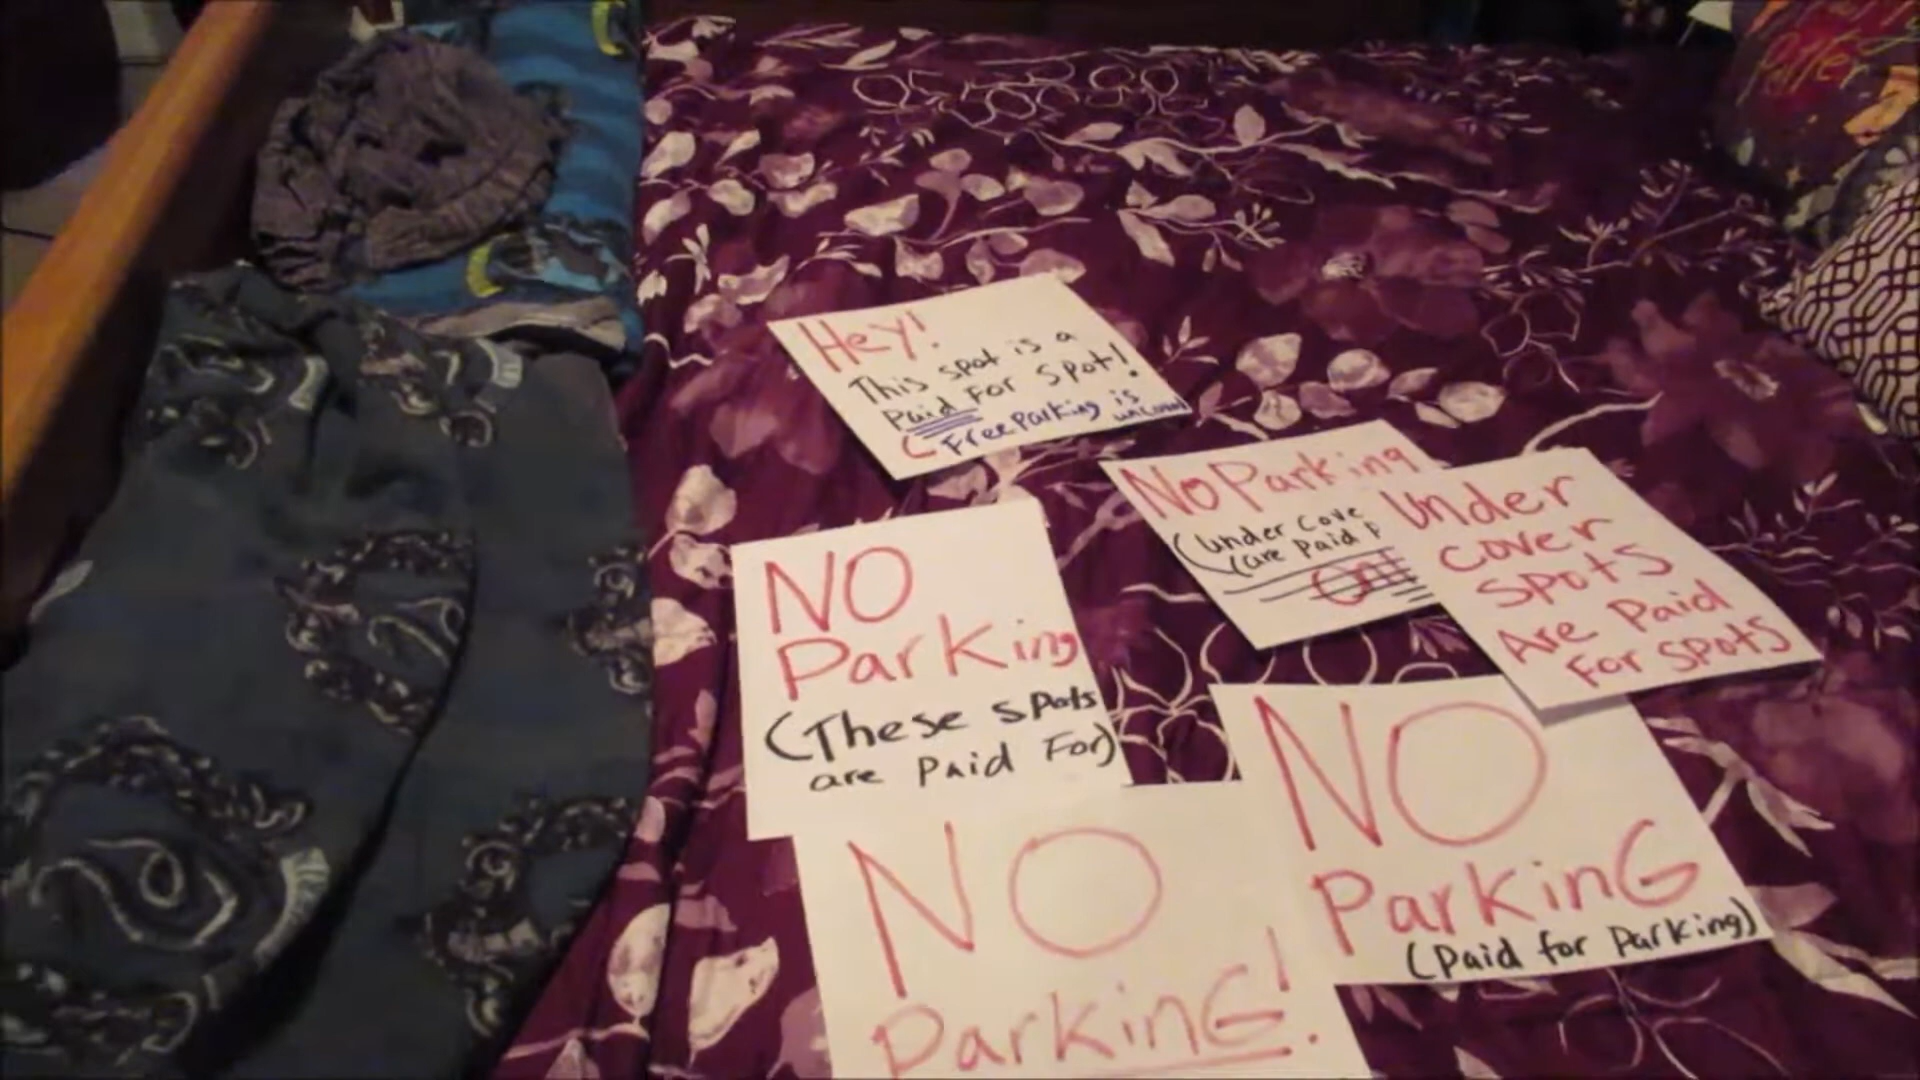 Potter
Hey!
This spot is a
Paid For Spot!
(Free parking is
No Parking
(under cove
(are paid
Under
cover
spots
Are Paid
For spots
NO
Parking
(These spots
are Paid For)
NO
ParkinG
(Paid for Parking)
NO
ParkinG!